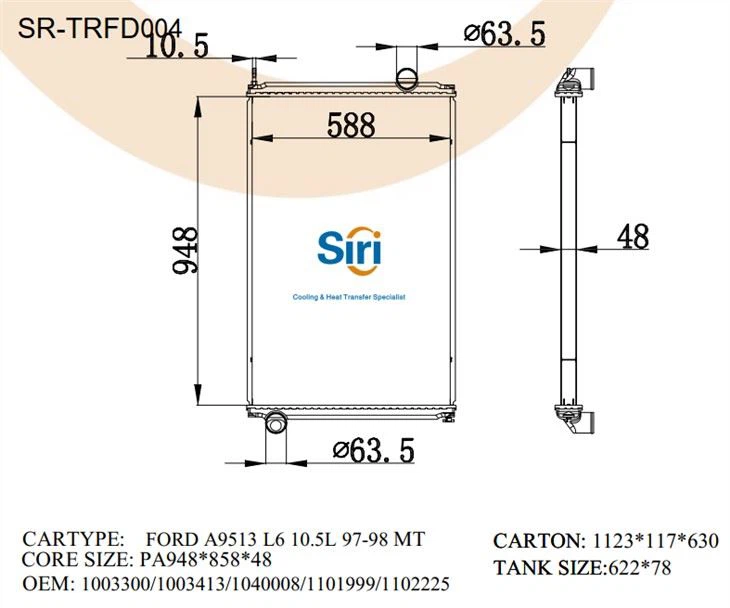 SR-TRFD004
10.5
⌀63.5
588
948
48
Siri
Cooling & Heat Transfer Specialist
⌀63.5
CARTYPE: FORD A9513 L6 10.5L 97-98 MT
CORE SIZE: PA948*858*48
OEM: 1003300/1003413/1040008/1101999/1102225
CARTON: 1123*117*630
TANK SIZE:622*78